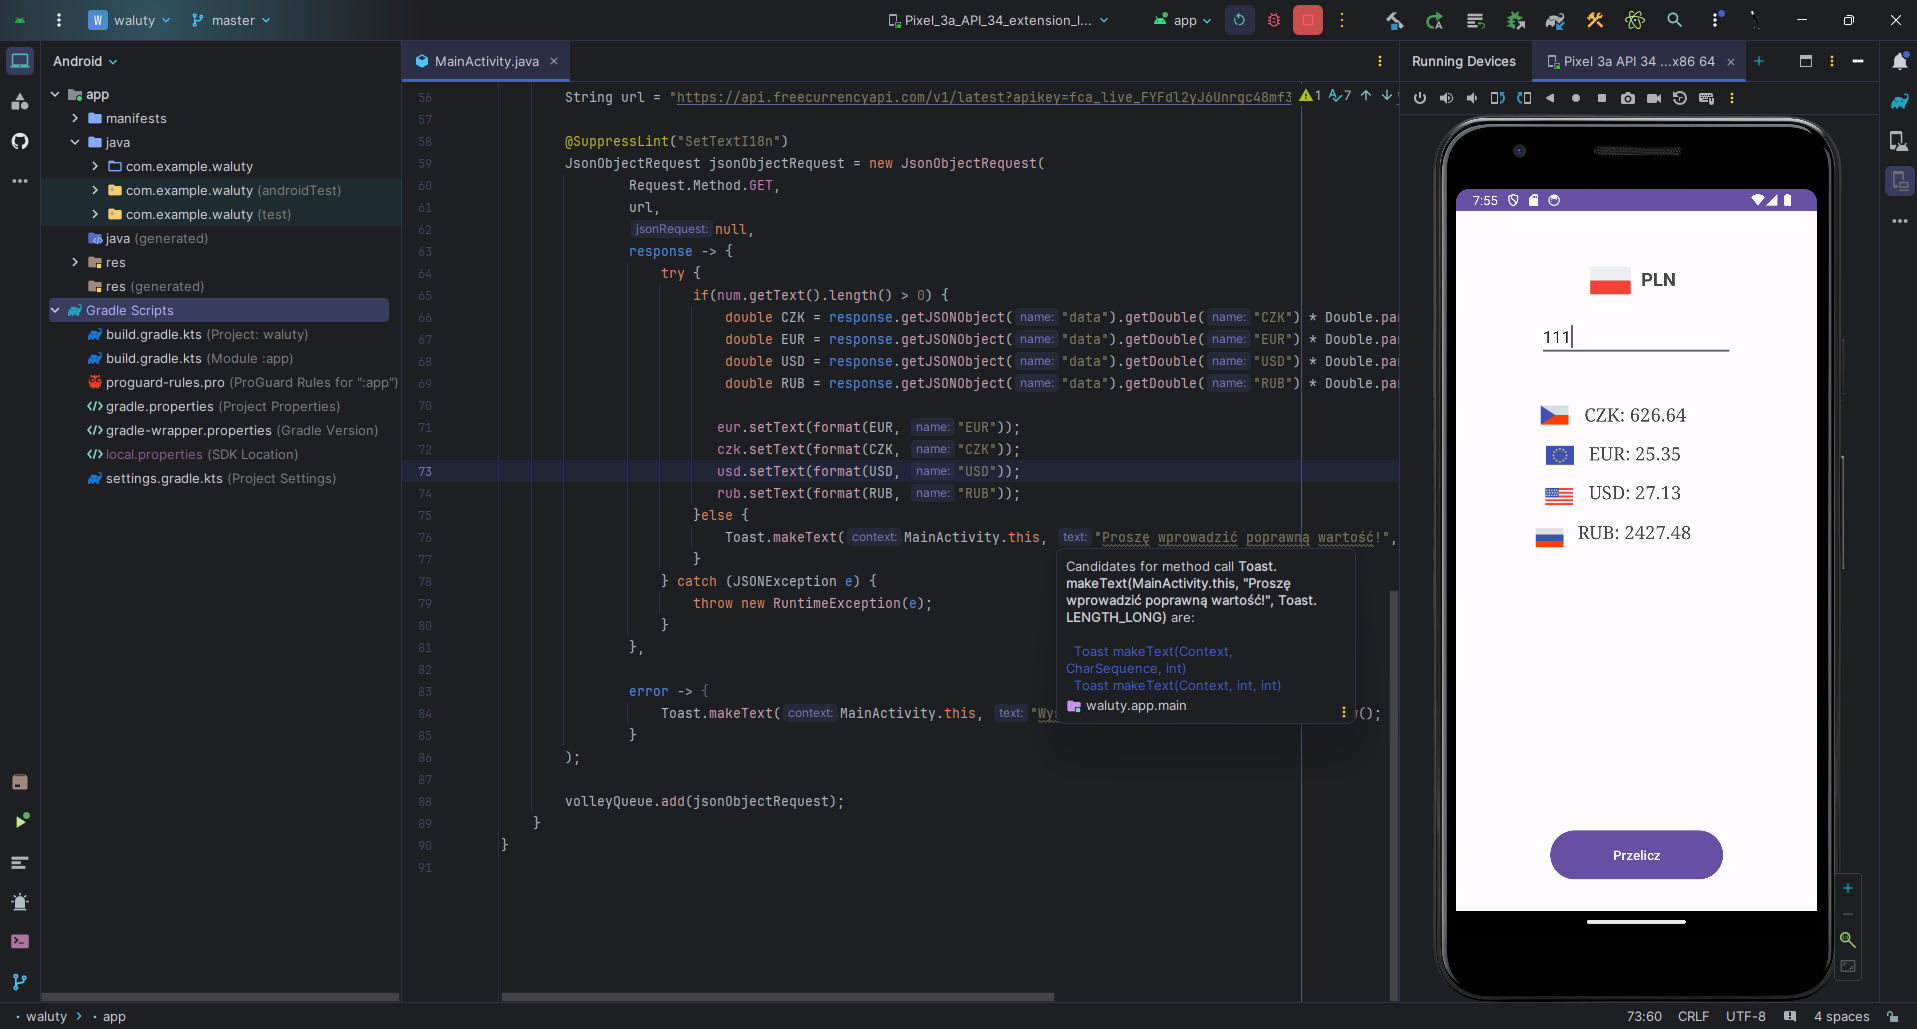 W waluty
master
Pixel_3a_API_34_extension_l...
app
Android
MainActivity.java
Running Devices
Pixel 3a API 34 ...x86 64
app
manifests
java
com.example.waluty
com.example.waluty (androidTest)
com.example.waluty (test)
java (generated)
res
res (generated)
Gradle Scripts
build.gradle.kts (Project: waluty)
build.gradle.kts (Module :app)
proguard-rules.pro (ProGuard Rules for ":app")
gradle.properties (Project Properties)
gradle-wrapper.properties (Gradle Version)
local.properties (SDK Location)
settings.gradle.kts (Project Settings)
56 String url = "https://api.freecurrencyapi.com/v1/latest?apikey=fca_live_FYFdl2yJ6Unrgc48mf3
1 7
57
58 @SuppressLint("SetTextI18n")
59 JsonObjectRequest jsonObjectRequest = new JsonObjectRequest(
60 Request.Method.GET,
61 url,
62 jsonRequest: null,
63 response -> {
64 try {
65 if(num.getText().length() > 0) {
66 double CZK = response.getJSONObject( name: "data").getDouble( name: "CZK") * Double.par
67 double EUR = response.getJSONObject( name: "data").getDouble( name: "EUR") * Double.par
68 double USD = response.getJSONObject( name: "data").getDouble( name: "USD") * Double.par
69 double RUB = response.getJSONObject( name: "data").getDouble( name: "RUB") * Double.par
70
71 eur.setText(format(EUR, name: "EUR"));
72 czk.setText(format(CZK, name: "CZK"));
73 usd.setText(format(USD, name: "USD"));
74 rub.setText(format(RUB, name: "RUB"));
75 }else {
76 Toast.makeText( context: MainActivity.this, text: "Proszę wprowadzić poprawną wartość!",
77 }
78 } catch (JSONException e) {
79 throw new RuntimeException(e);
80 }
81 },
82
83 error -> {
84 Toast.makeText( context: MainActivity.this, text: "Wy
();
85 }
86 );
87
88 volleyQueue.add(jsonObjectRequest);
89 }
90 }
91
Candidates for method call Toast.
makeText(MainActivity.this, "Proszę
wprowadzić poprawną wartość!", Toast.
LENGTH_LONG) are:
Toast makeText(Context,
CharSequence, int)
Toast makeText(Context, int, int)
waluty.app.main
7:55
PLN
111
CZK: 626.64
EUR: 25.35
USD: 27.13
RUB: 2427.48
Przelicz
waluty > app
73:60 CRLF UTF-8 4 spaces